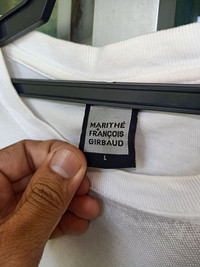 MARITHÉ
+
FRANÇOIS
GIRBAUD
L